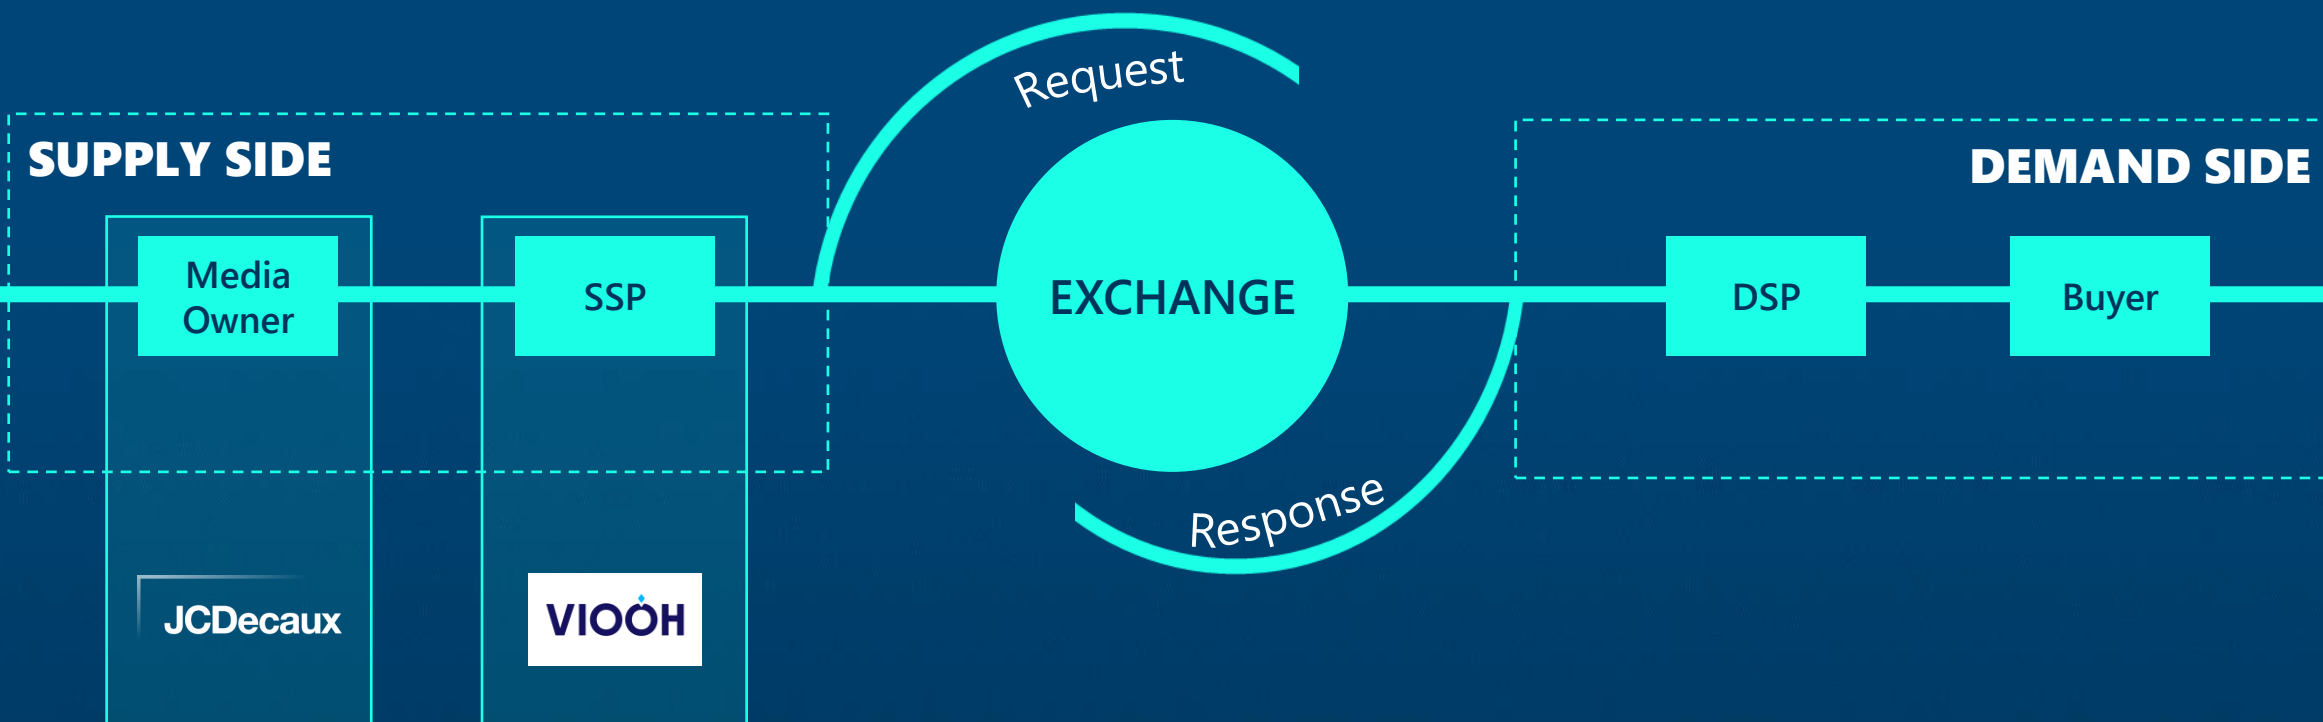 Request
SUPPLY SIDE
DEMAND SIDE
Media
Owner
SSP
EXCHANGE
DSP
Buyer
Response
JCDecaux
VIOOH